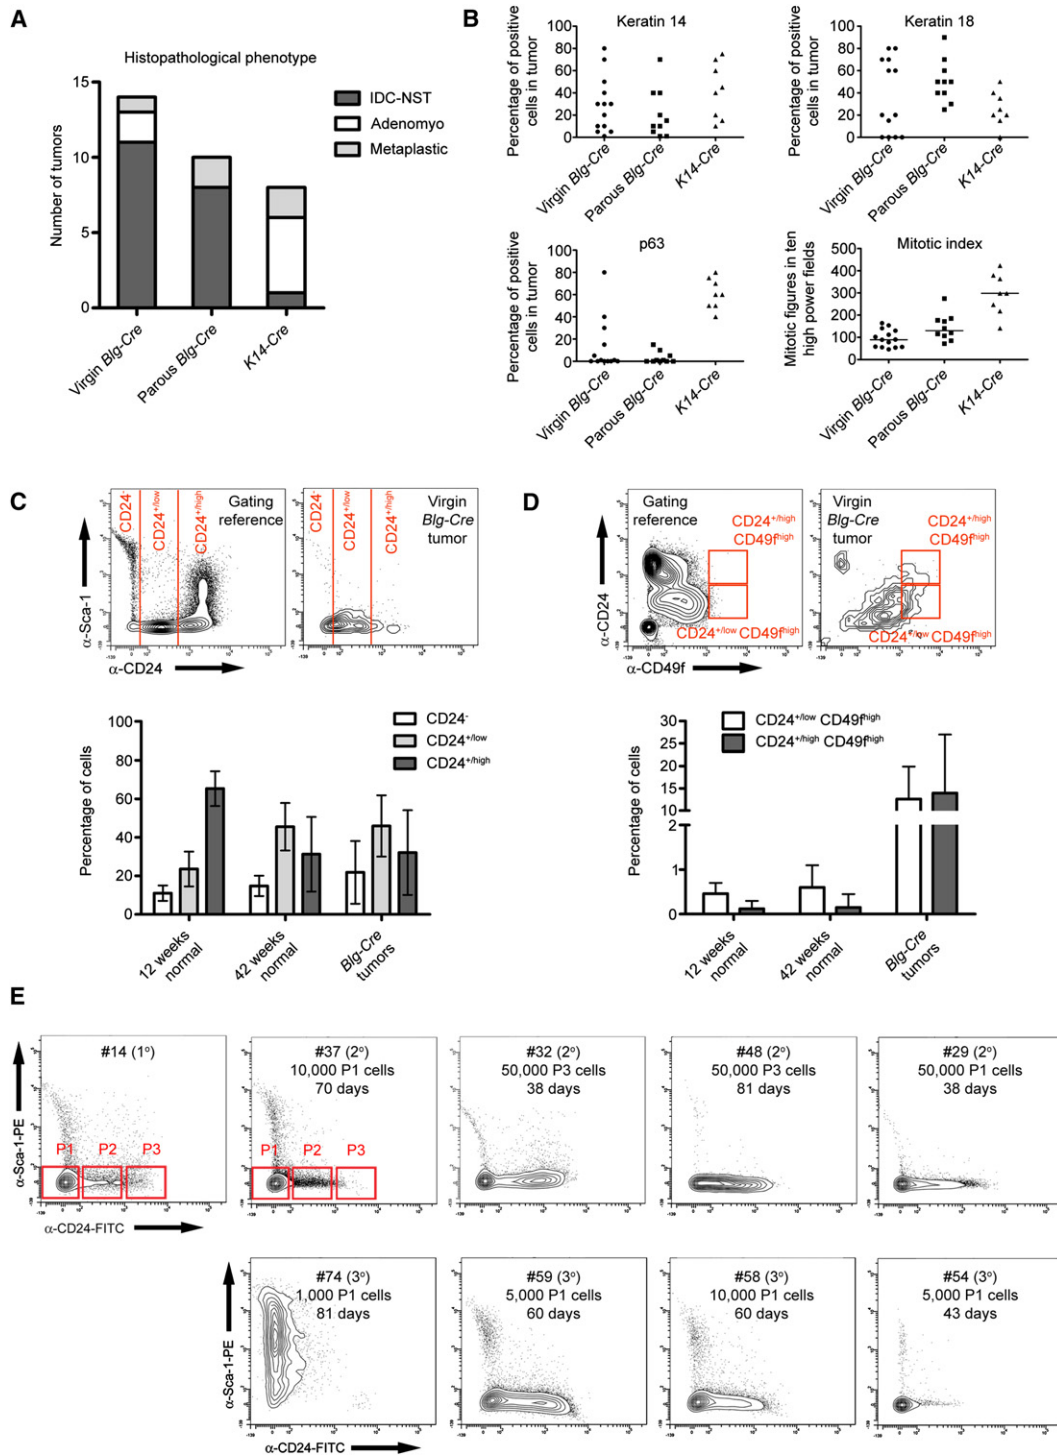 A
Histopathological phenotype
Number of tumors
15
10
5
0
IDC-NST
Adenomyo
Metaplastic
Virgin Blg-Cre
Parous Blg-Cre
K14-Cre
B
Keratin 14
Percentage of positive
cells in tumor
100
80
60
40
20
0
Virgin Blg-Cre
Parous Blg-Cre
K14-Cre
Keratin 18
Percentage of positive
cells in tumor
100
80
60
40
20
0
Virgin Blg-Cre
Parous Blg-Cre
K14-Cre
p63
Percentage of positive
cells in tumor
100
80
60
40
20
0
Virgin Blg-Cre
Parous Blg-Cre
K14-Cre
Mitotic index
Mitotic figures in ten
high power fields
500
400
300
200
100
0
Virgin Blg-Cre
Parous Blg-Cre
K14-Cre
C
α-Sca-1
CD24-
CD24+/low
CD24+/high
Gating
reference
CD24-
CD24+/low
CD24+/high
Virgin
Blg-Cre
tumor
α-CD24
Percentage of cells
100
80
60
40
20
0
CD24-
CD24+/low
CD24+/high
12 weeks
normal
42 weeks
normal
Blg-Cre
tumors
D
α-CD24
Gating
reference
CD24+/high
CD49fhigh
CD24+/low CD49fhigh
Virgin
Blg-Cre
tumor
CD24+/high
CD49fhigh
CD24+/low CD49fhigh
α-CD49f
Percentage of cells
30
25
20
15
10
2
1
0
CD24+/low CD49fhigh
CD24+/high CD49fhigh
12 weeks
normal
42 weeks
normal
Blg-Cre
tumors
E
α-Sca-1-PE
#14 (1o)
P1 P2 P3
α-CD24-FITC
#37 (2o)
10,000 P1 cells
70 days
P1 P2 P3
#32 (2o)
50,000 P3 cells
38 days
#48 (2o)
50,000 P3 cells
81 days
#29 (2o)
50,000 P1 cells
38 days
α-Sca-1-PE
#74 (3o)
1,000 P1 cells
81 days
#59 (3o)
5,000 P1 cells
60 days
#58 (3o)
10,000 P1 cells
60 days
#54 (3o)
5,000 P1 cells
43 days
α-CD24-FITC